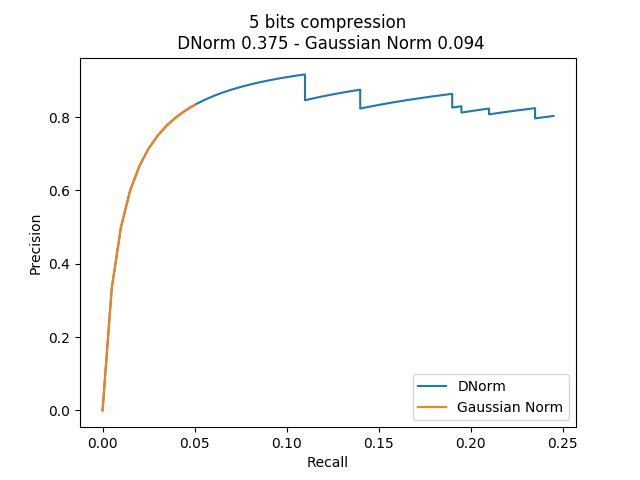 5 bits compression
DNorm 0.375 - Gaussian Norm 0.094
Precision
0.8
0.6
0.4
0.2
0.0
DNorm
Gaussian Norm
0.00 0.05 0.10 0.15 0.20 0.25
Recall